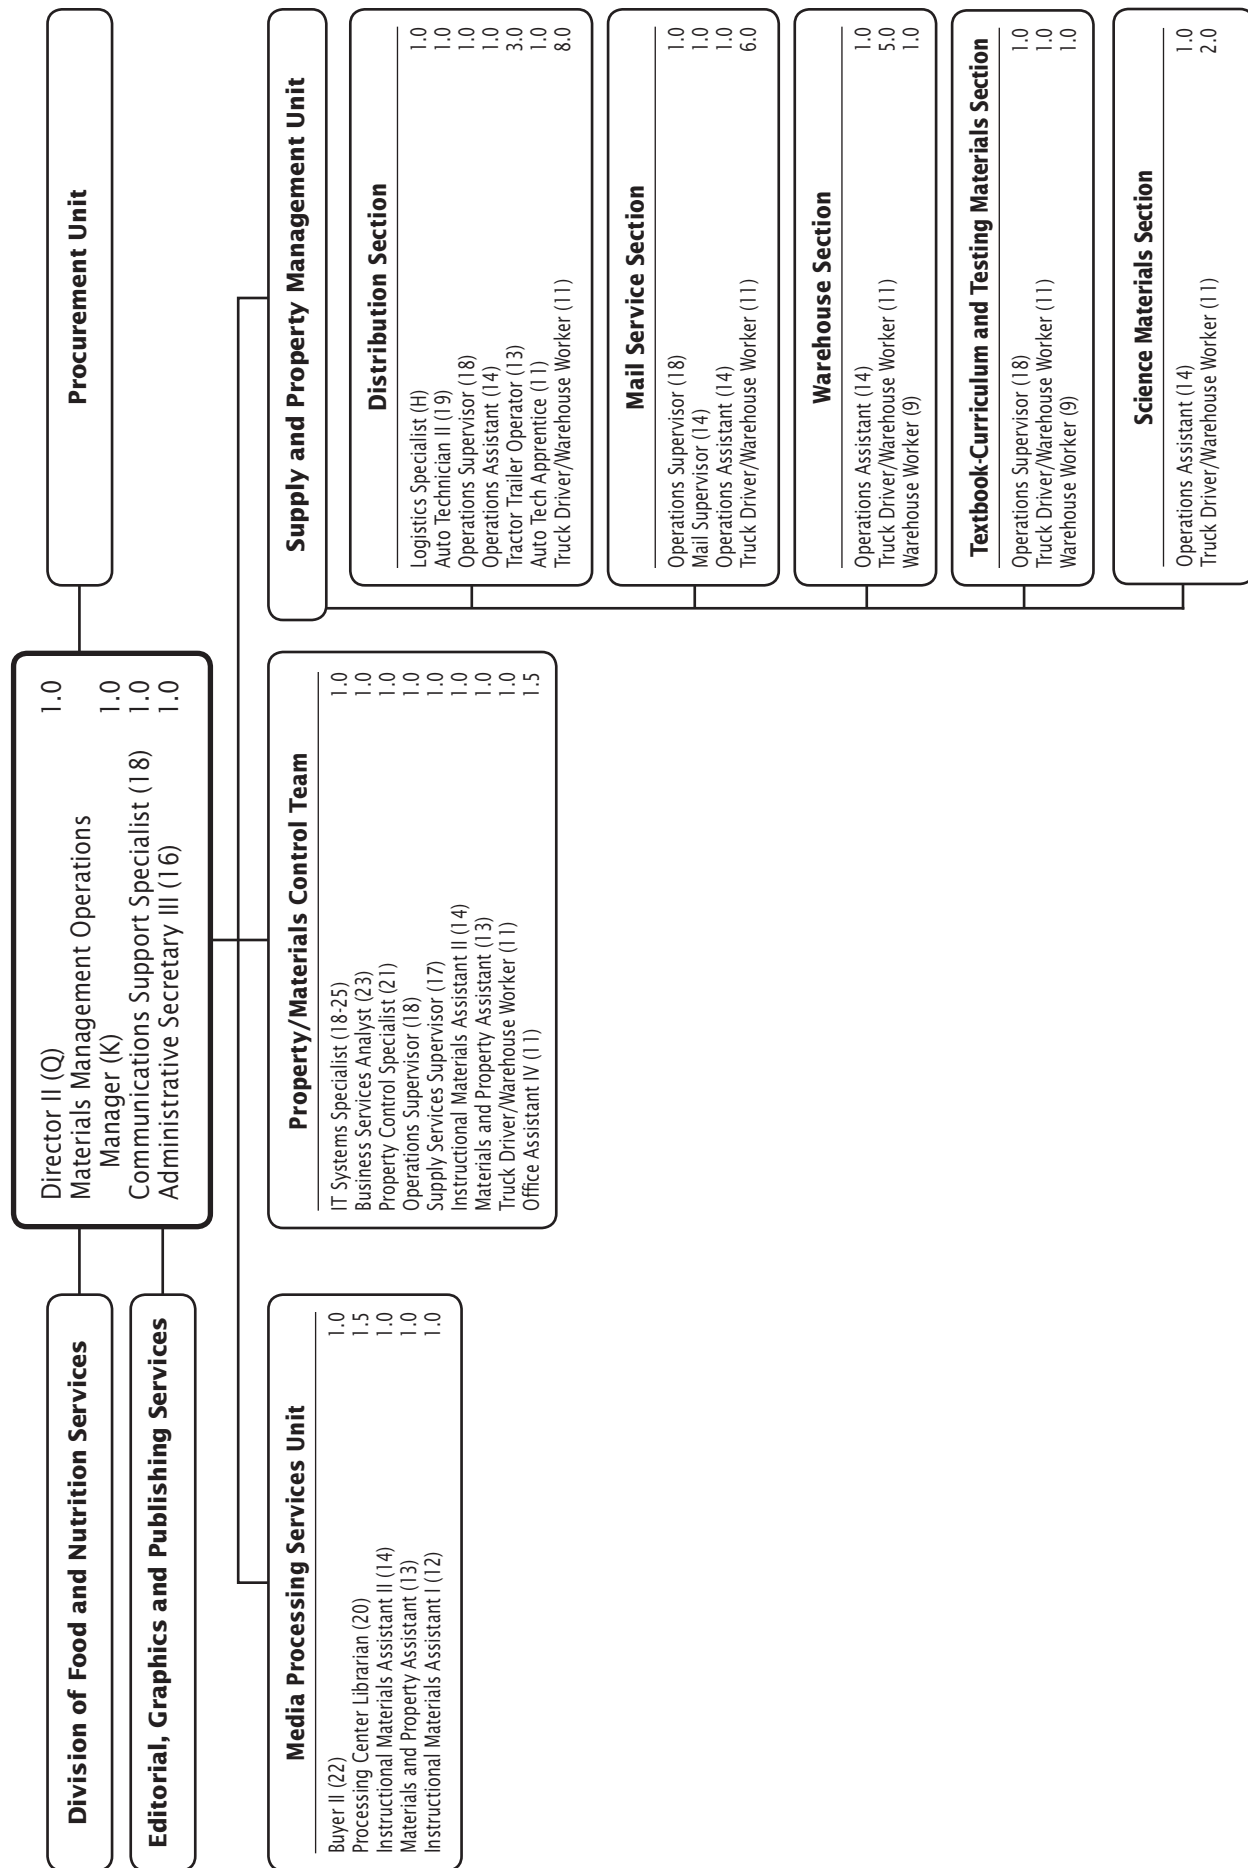 Division of Food and Nutrition Services
Editorial, Graphics and Publishing Services
Director II (Q) 1.0
Materials Management Operations
Manager (K) 1.0
Communications Support Specialist (18) 1.0
Administrative Secretary III (16) 1.0
Procurement Unit
Media Processing Services Unit
Buyer II (22) 1.0
Processing Center Librarian (20) 1.5
Instructional Materials Assistant II (14) 1.0
Materials and Property Assistant (13) 1.0
Instructional Materials Assistant I (12) 1.0
Property/Materials Control Team
IT Systems Specialist (18-25) 1.0
Business Services Analyst (23) 1.0
Property Control Specialist (21) 1.0
Operations Supervisor (18) 1.0
Supply Services Supervisor (17) 1.0
Instructional Materials Assistant II (14) 1.0
Materials and Property Assistant (13) 1.0
Truck Driver/Warehouse Worker (11) 1.0
Office Assistant IV (11) 1.5
Supply and Property Management Unit
Distribution Section
Logistics Specialist (H) 1.0
Auto Technician II (19) 1.0
Operations Supervisor (18) 1.0
Operations Assistant (14) 1.0
Tractor Trailer Operator (13) 3.0
Auto Tech Apprentice (11) 1.0
Truck Driver/Warehouse Worker (11) 8.0
Mail Service Section
Operations Supervisor (18) 1.0
Mail Supervisor (14) 1.0
Operations Assistant (14) 1.0
Truck Driver/Warehouse Worker (11) 6.0
Warehouse Section
Operations Assistant (14) 1.0
Truck Driver/Warehouse Worker (11) 5.0
Warehouse Worker (9) 1.0
Textbook-Curriculum and Testing Materials Section
Operations Supervisor (18) 1.0
Truck Driver/Warehouse Worker (11) 1.0
Warehouse Worker (9) 1.0
Science Materials Section
Operations Assistant (14) 1.0
Truck Driver/Warehouse Worker (11) 2.0